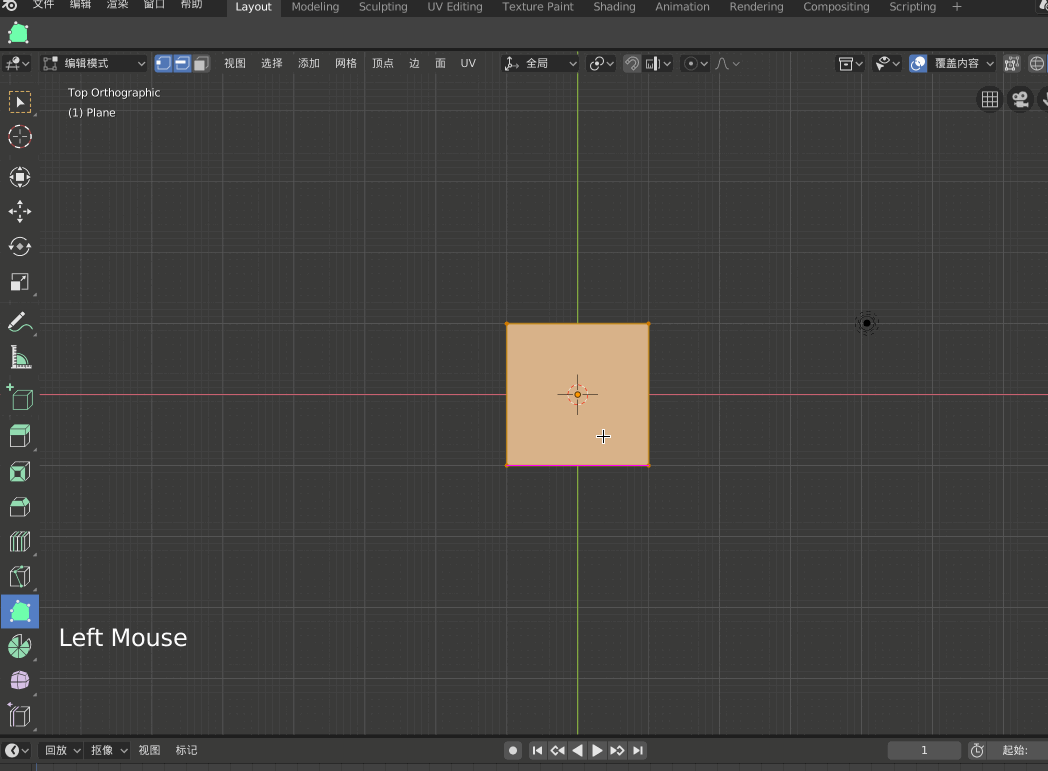 文件 编辑 渲染 窗口 帮助 Layout Modeling Sculpting UV Editing Texture Paint Shading Animation Rendering Compositing Scripting +
编辑模式 视图 选择 添加 网格 顶点 边 面 UV 全局 覆盖内容
Top Orthographic
(1) Plane
Left Mouse
回放 抠像 视图 标记 1 起始: